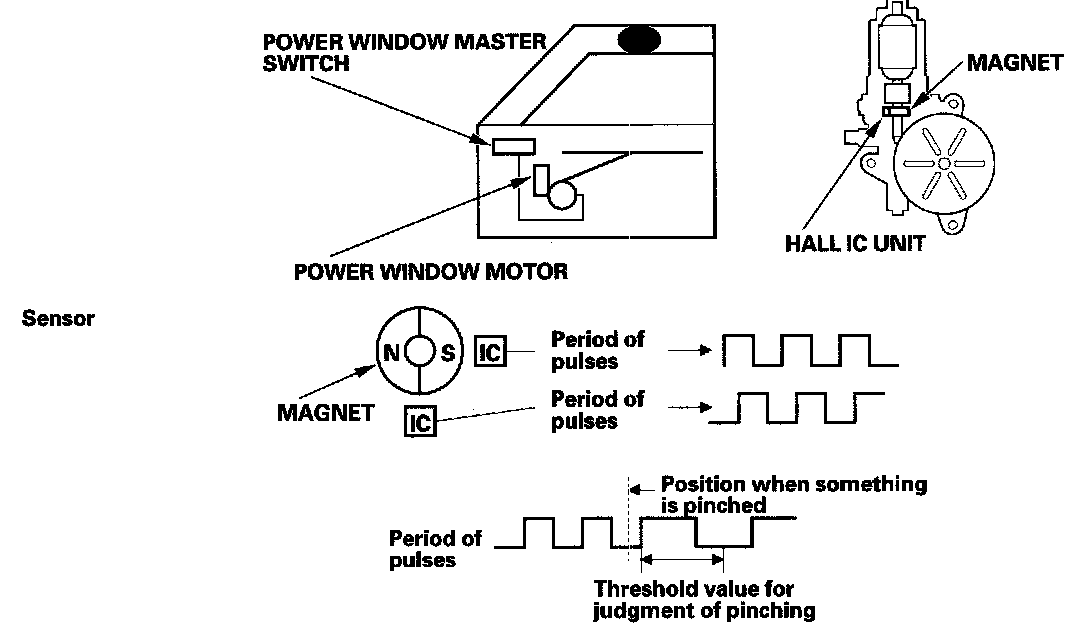 POWER WINDOW MASTER
SWITCH
MAGNET
HALL IC UNIT
POWER WINDOW MOTOR
Sensor
N S
IC
Period of
pulses
MAGNET
IC
Period of
pulses
Position when something
is pinched
Period of
pulses
Threshold value for
judgment of pinching